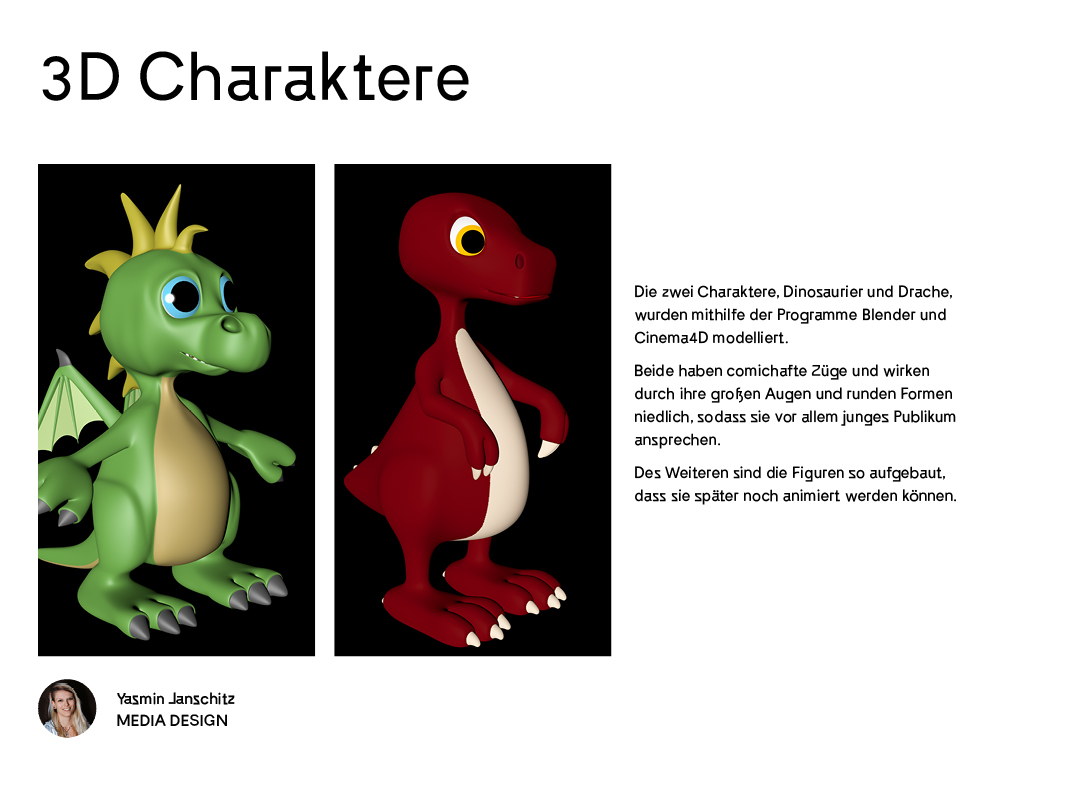 3D Charaktere
Die zwei Charaktere, Dinosaurier und Drache,
wurden mithilfe der Programme Blender und
Cinema4D modelliert.
Beide haben comichafte Züge und wirken
durch ihre großen Augen und runden Formen
niedlich, sodass sie vor allem junges Publikum
ansprechen.
Des Weiteren sind die Figuren so aufgebaut,
dass sie später noch animiert werden können.
Yasmin Janschitz
MEDIA DESIGN